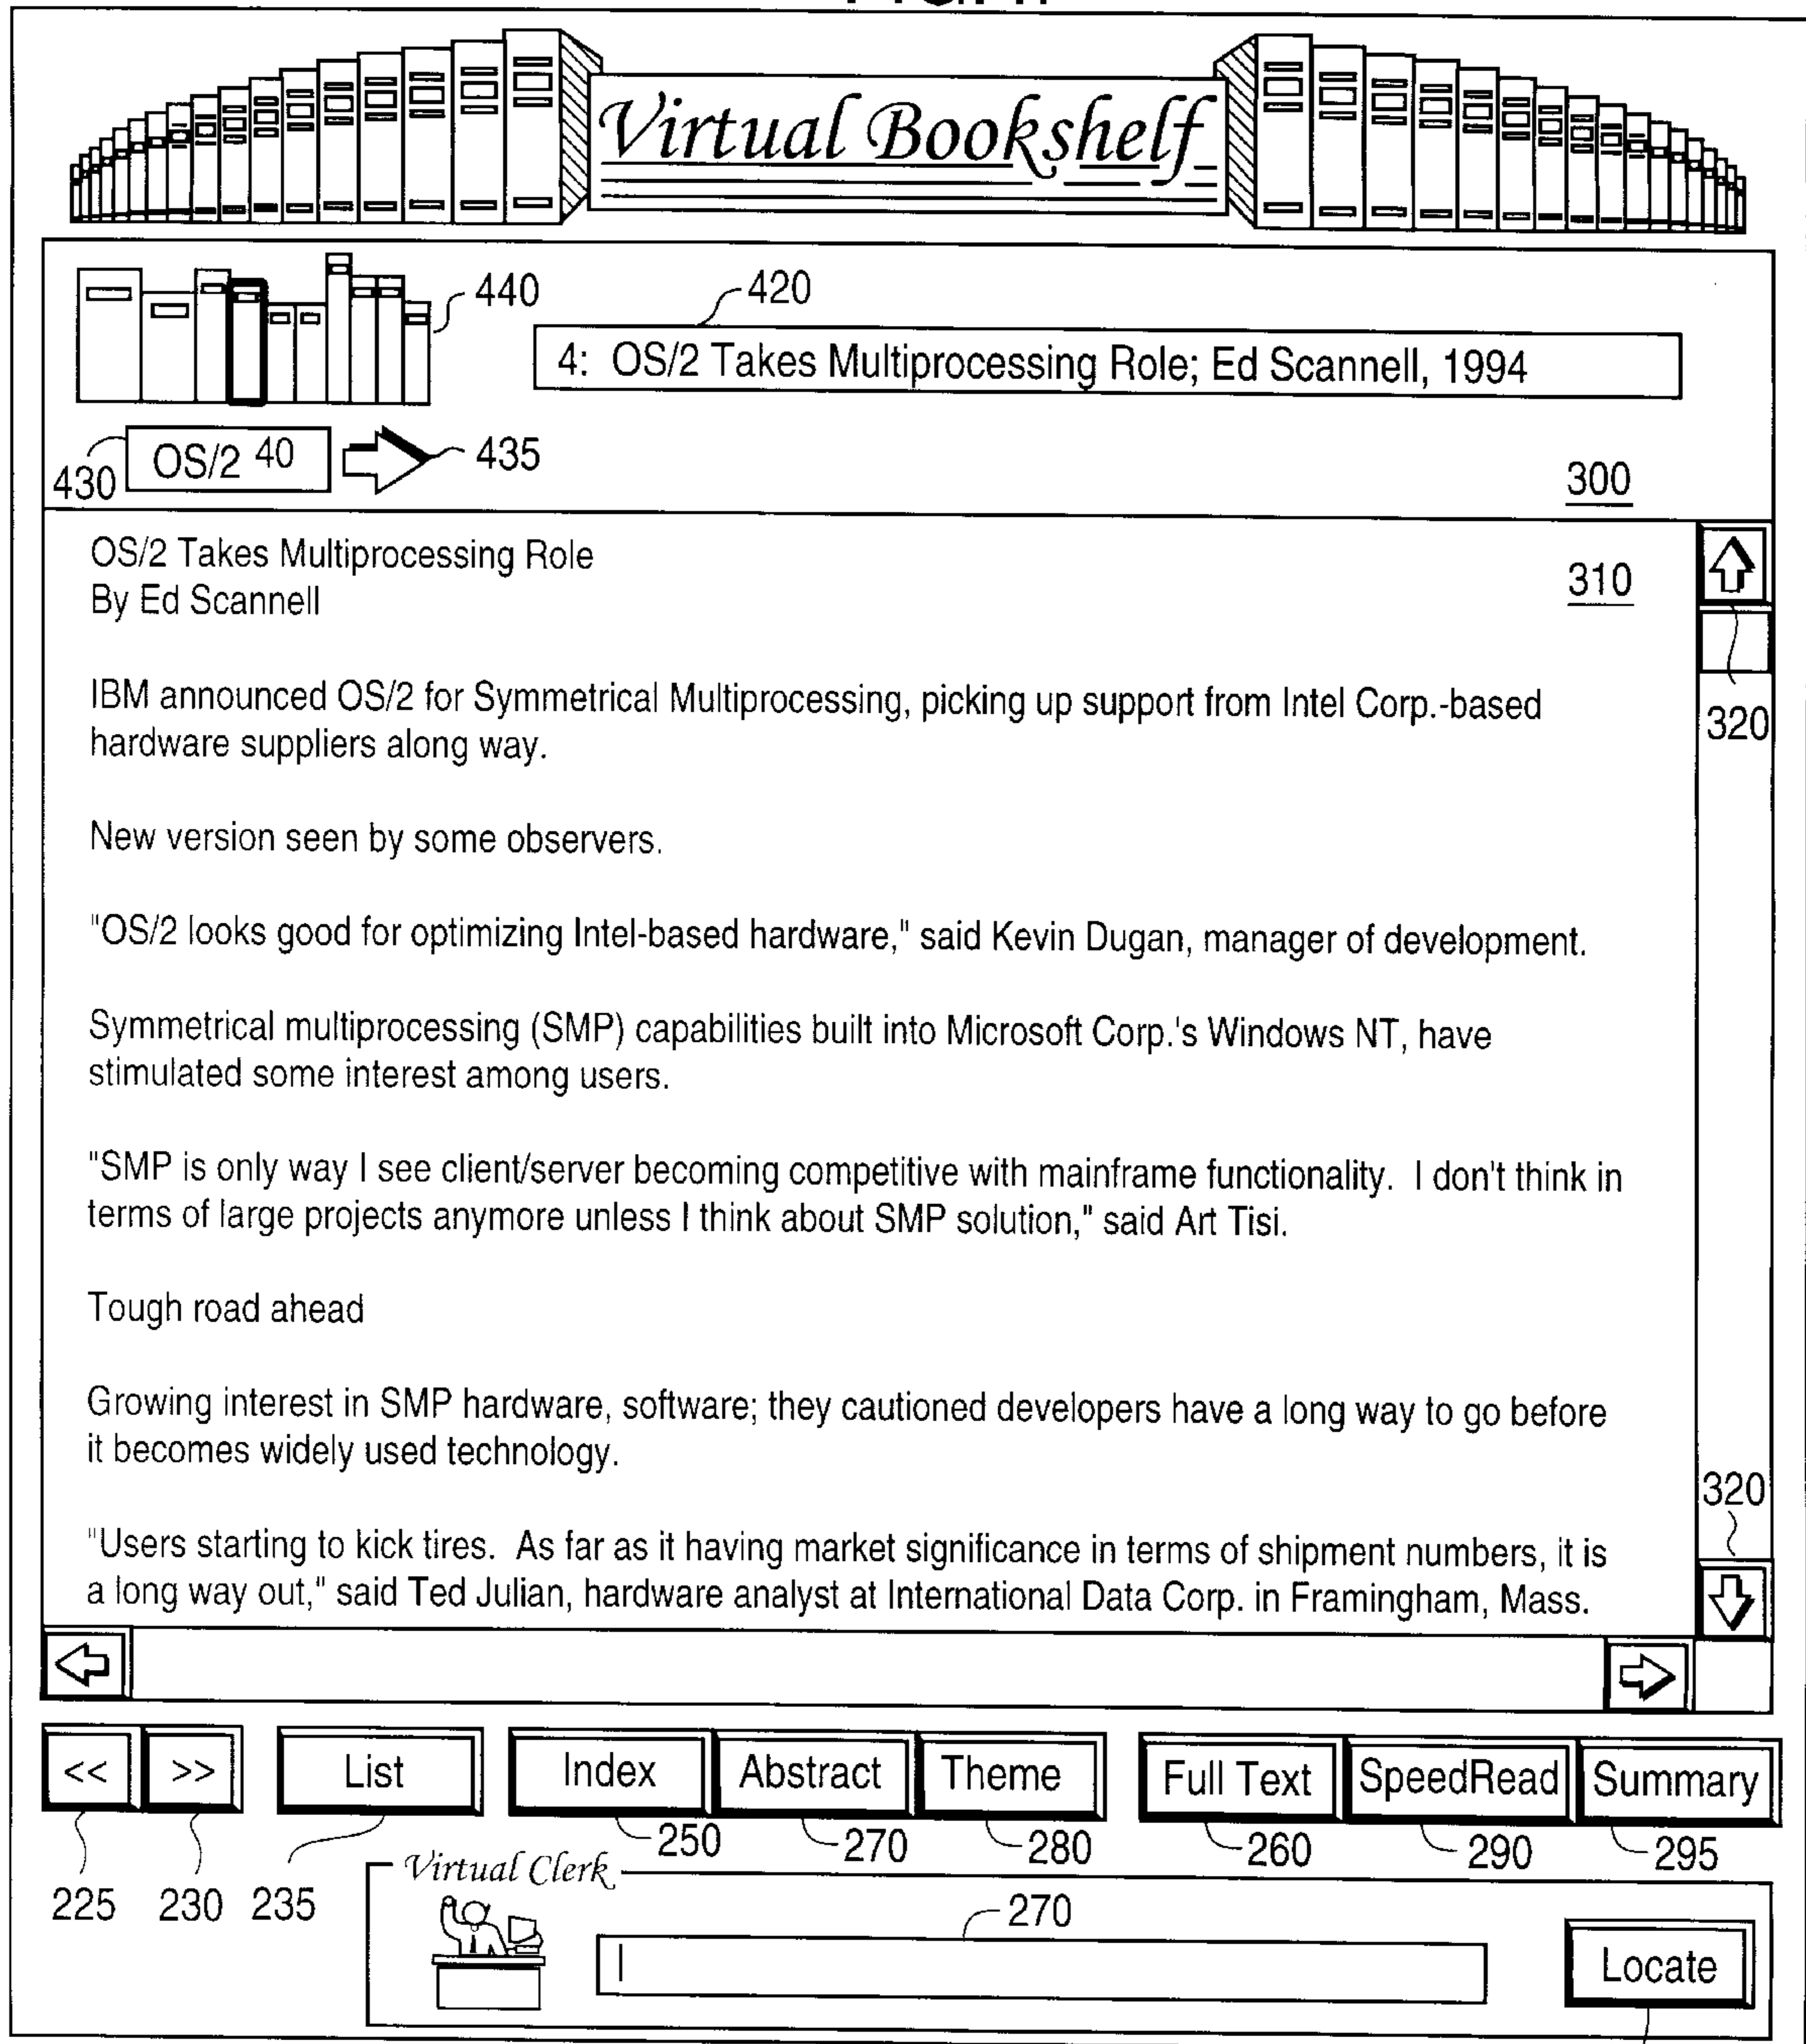 Virtual Bookshelf
440
420
4: OS/2 Takes Multiprocessing Role; Ed Scannell, 1994
430
OS/2 40
435
300
OS/2 Takes Multiprocessing Role
310
By Ed Scannell
IBM announced OS/2 for Symmetrical Multiprocessing, picking up support from Intel Corp.-based
hardware suppliers along way.
320
New version seen by some observers.
"OS/2 looks good for optimizing Intel-based hardware," said Kevin Dugan, manager of development.
Symmetrical multiprocessing (SMP) capabilities built into Microsoft Corp.'s Windows NT, have
stimulated some interest among users.
"SMP is only way I see client/server becoming competitive with mainframe functionality. I don't think in
terms of large projects anymore unless I think about SMP solution," said Art Tisi.
Tough road ahead
Growing interest in SMP hardware, software; they cautioned developers have a long way to go before
it becomes widely used technology.
320
"Users starting to kick tires. As far as it having market significance in terms of shipment numbers, it is
a long way out," said Ted Julian, hardware analyst at International Data Corp. in Framingham, Mass.
<< >> List Index Abstract Theme Full Text SpeedRead Summary
250 270 280 260 290 295
225 230 235
Virtual Clerk
270
Locate